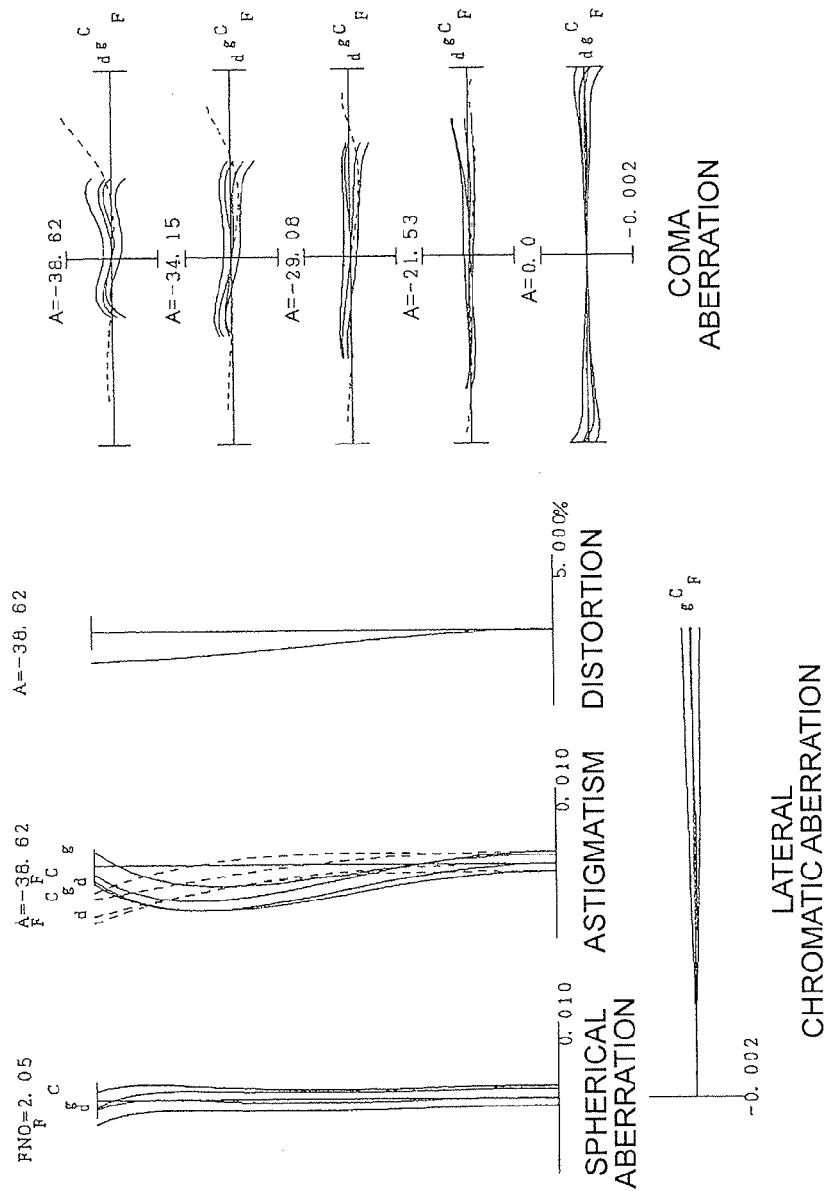 FNO=2. 05
F
C
g
d
0. 010
SPHERICAL
ABERRATION
A=-38. 62
F
F
C
C
g
g
d
d
0. 010
ASTIGMATISM
A=-38. 62
5. 000%
DISTORTION
A=-38. 62
d g C F
A=-34. 15
d g C F
A=-29. 08
d g C F
A=-21. 53
d g C F
A=0. 0
d g C F
-0. 002
COMA
ABERRATION
g C F
-0. 002
LATERAL
CHROMATIC ABERRATION